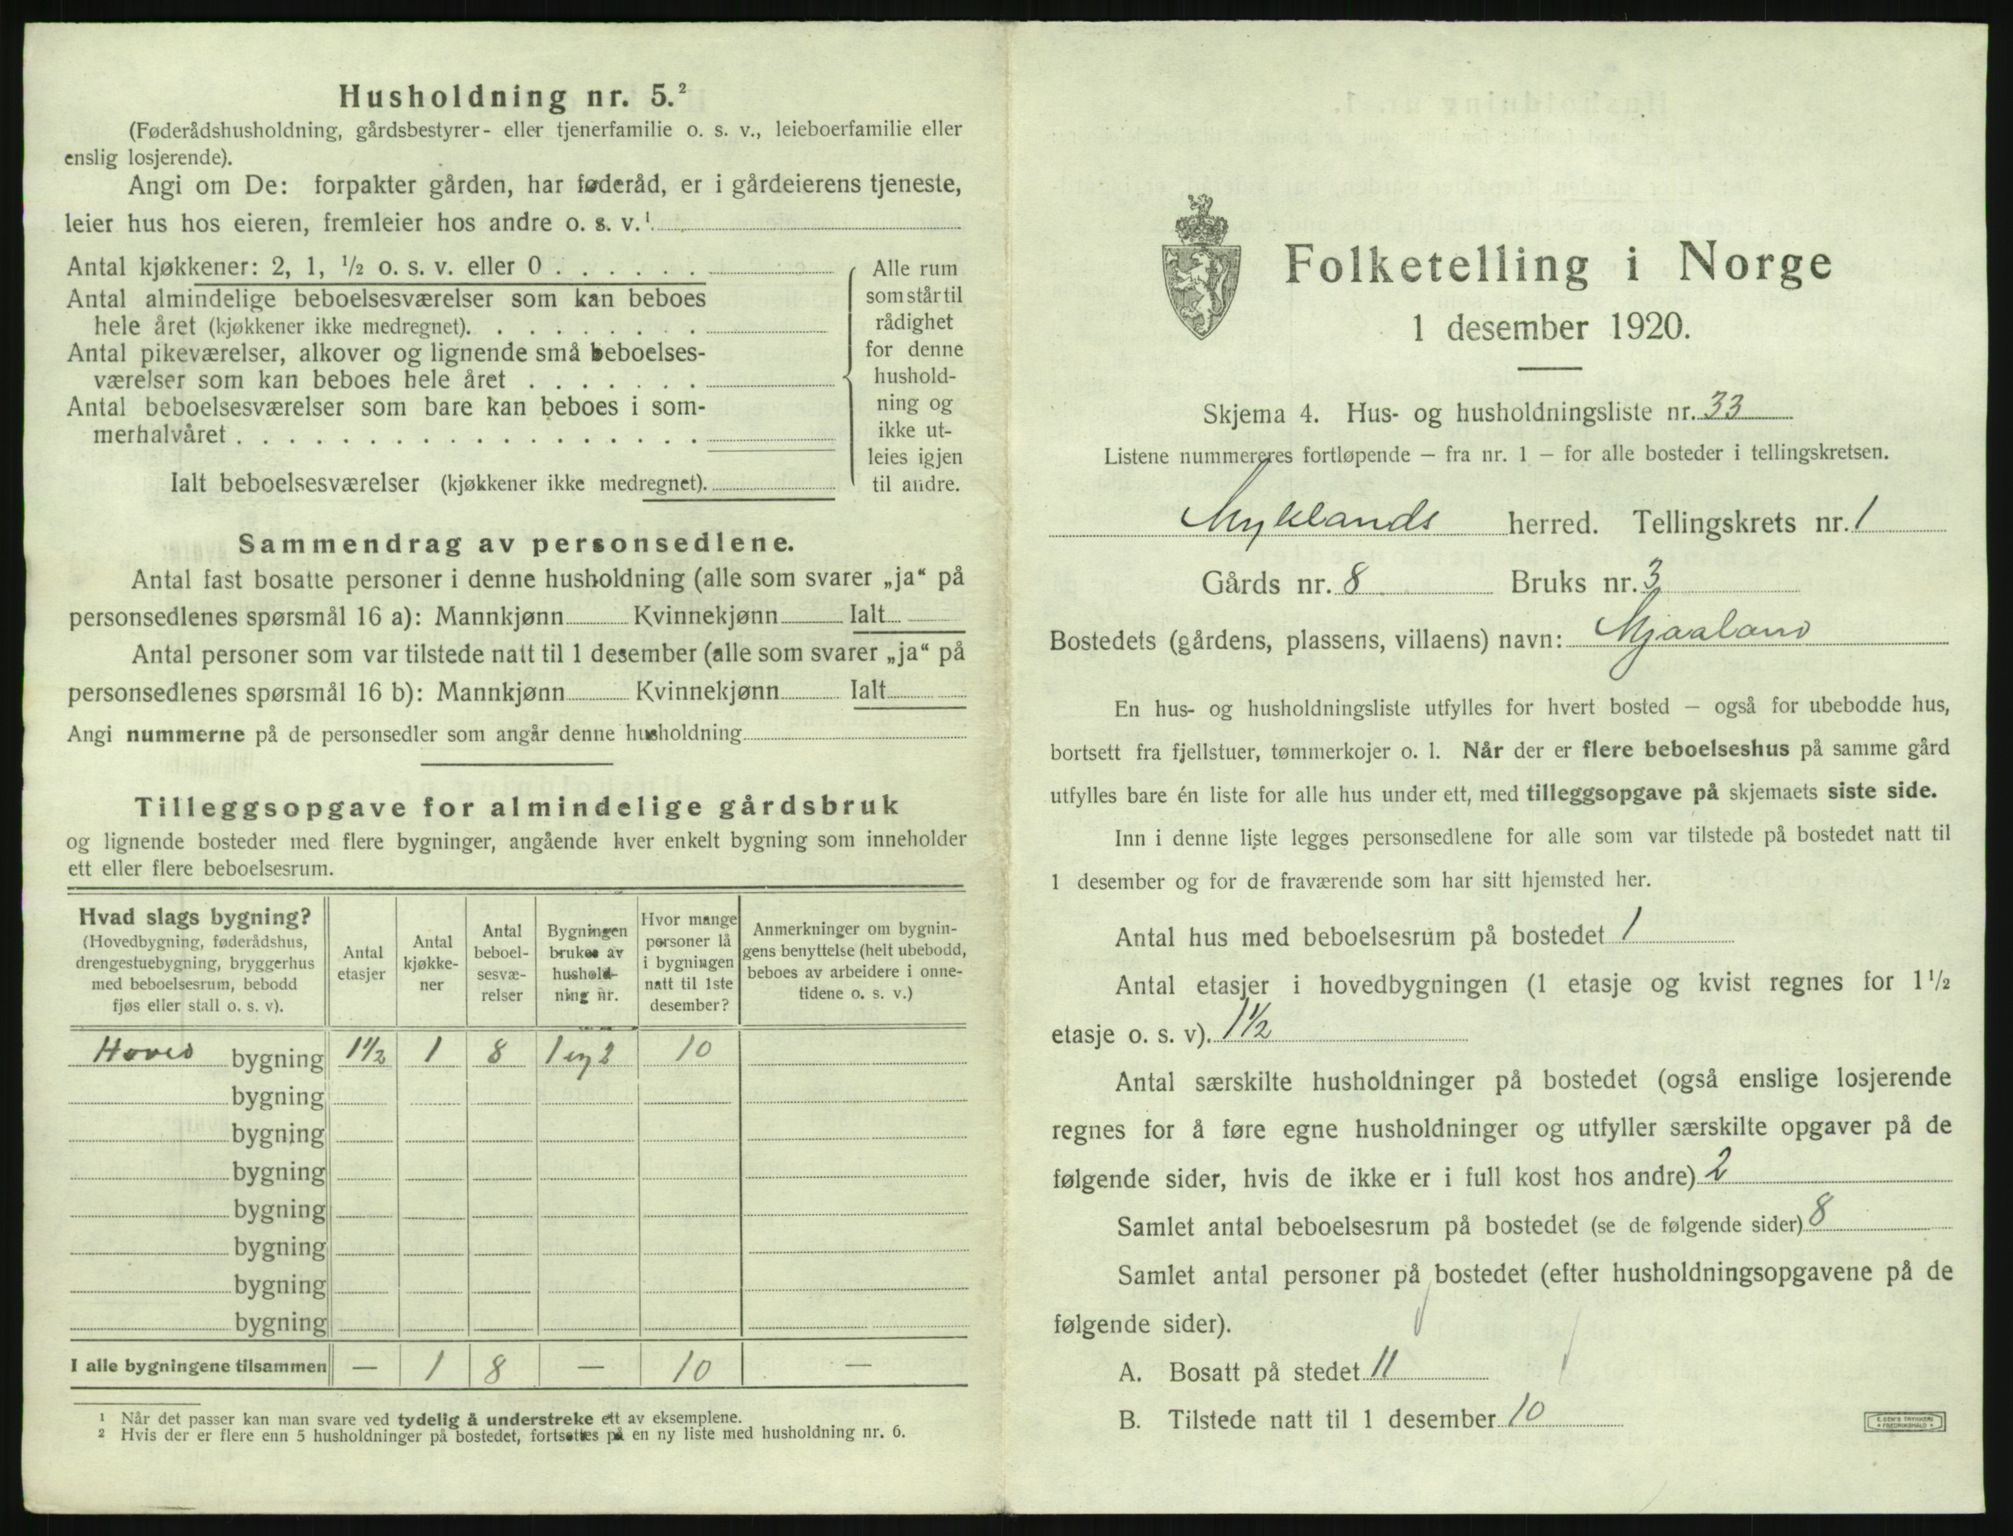 Husholdning nr. 5.²
(Føderådshusholdning, gårdsbestyrer- eller tjenerfamilie o. s. v., leieboerfamilie eller
enslig losjerende).
Angi om De: forpakter gården, har føderåd, er i gårdeierens tjeneste,
leier hus hos eieren, fremleier hos andre o. s. v.¹
Antal kjøkkener: 2, 1, ½ o. s. v. eller 0 . . . . . .
Antal almindelige beboelsesværelser som kan beboes
hele året (kjøkkener ikke medregnet). . . . . . . . .
Antal pikeværelser, alkover og lignende små beboelses-
værelser som kan beboes hele året . . . . . . .
Antal beboelsesværelser som bare kan beboes i som-
merhalvåret . . . . . . . . . . . . . . . . . .
Ialt beboelsesværelser (kjøkkener ikke medregnet).
Alle rum
som står til
rådighet
for denne
hushold-
ning og
ikke ut-
leies igjen
til andre.
Sammendrag av personsedlene.
Antal fast bosatte personer i denne husholdning (alle som svarer „ja“ på
personsedlenes spørsmål 16 a): Mannkjønn Kvinnekjønn Ialt
Antal personer som var tilstede natt til 1 desember (alle som svarer „ja“ på
personsedlenes spørsmål 16 b): Mannkjønn Kvinnekjønn Ialt
Angi nummerne på de personsedler som angår denne husholdning
Tilleggsopgave for almindelige gårdsbruk
og lignende bosteder med flere bygninger, angående hver enkelt bygning som inneholder
ett eller flere beboelsesrum.
Hvad slags bygning?
(Hovedbygning, føderådshus,
drengestuebygning, bryggerhus
med beboelsesrum, bebodd
fjøs eller stall o. s. v).
Antal
etasjer
Antal
kjøkke-
ner
Antal
beboel-
sesvæ-
relser
Bygningen
brukes av
hushold-
ning nr.
Hvor mange
personer lå
i bygningen
natt til 1ste
desember?
Anmerkninger om bygnin-
gens benyttelse (helt ubebodd,
beboes av arbeidere i onne-
tidene o. s. v.)
Hoved bygning 1½ 1 8 1 og 2 10
bygning
bygning
bygning
bygning
bygning
bygning
bygning
I alle bygningene tilsammen — 1 8 — 10 —
¹ Når det passer kan man svare ved tydelig å understreke ett av eksemplene.
² Hvis der er flere enn 5 husholdninger på bostedet, fortsettes på en ny liste med husholdning nr. 6.
Folketelling i Norge
1 desember 1920.
Skjema 4. Hus- og husholdningsliste nr. 33
Listene nummereres fortløpende – fra nr. 1 – for alle bosteder i tellingskretsen.
Myklands herred. Tellingskrets nr. 1
Gårds nr. 8 Bruks nr. 3
Bostedets (gårdens, plassens, villaens) navn: Mjaaland
En hus- og husholdningsliste utfylles for hvert bosted – også for ubebodde hus,
bortsett fra fjellstuer, tømmerkojer o. l. Når der er flere beboelseshus på samme gård
utfylles bare én liste for alle hus under ett, med tilleggsopgave på skjemaets siste side.
Inn i denne liste legges personsedlene for alle som var tilstede på bostedet natt til
1 desember og for de fraværende som har sitt hjemsted her.
Antal hus med beboelsesrum på bostedet 1
Antal etasjer i hovedbygningen (1 etasje og kvist regnes for 1½
etasje o. s. v). 1½
Antal særskilte husholdninger på bostedet (også enslige losjerende
regnes for å føre egne husholdninger og utfyller særskilte opgaver på de
følgende sider, hvis de ikke er i full kost hos andre) 2
Samlet antal beboelsesrum på bostedet (se de følgende sider) 8
Samlet antal personer på bostedet (efter husholdningsopgavene på de
følgende sider).
A. Bosatt på stedet 11
B. Tilstede natt til 1 desember 10